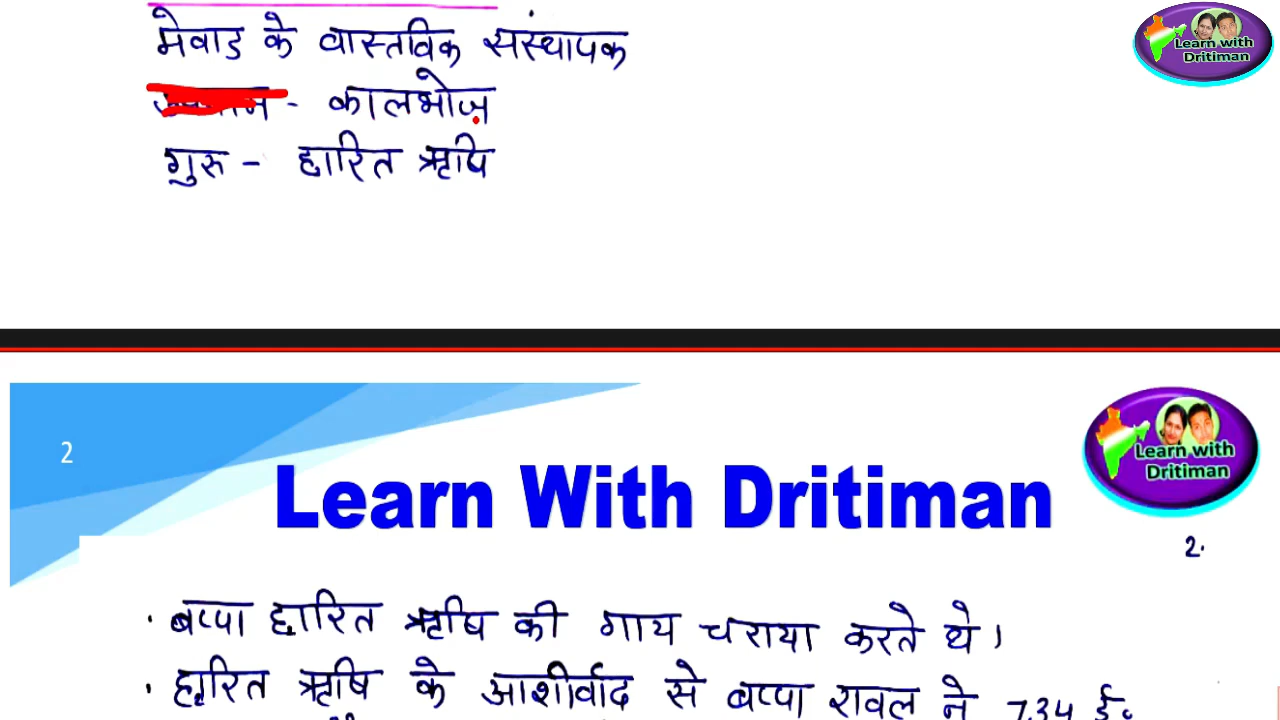 मेवाड के वास्तविक संस्थापक
Learn with
Dritiman
- कालभोज़
गुरु - हारित ऋषि
2
Learn With Dritiman
Learn with
Dritiman
2.
· बप्पा हारित ऋषि की गाय चराया करते थे।
· हारित ऋषि के आशीर्वाद से बप्पा रावल ने 734 ई॰